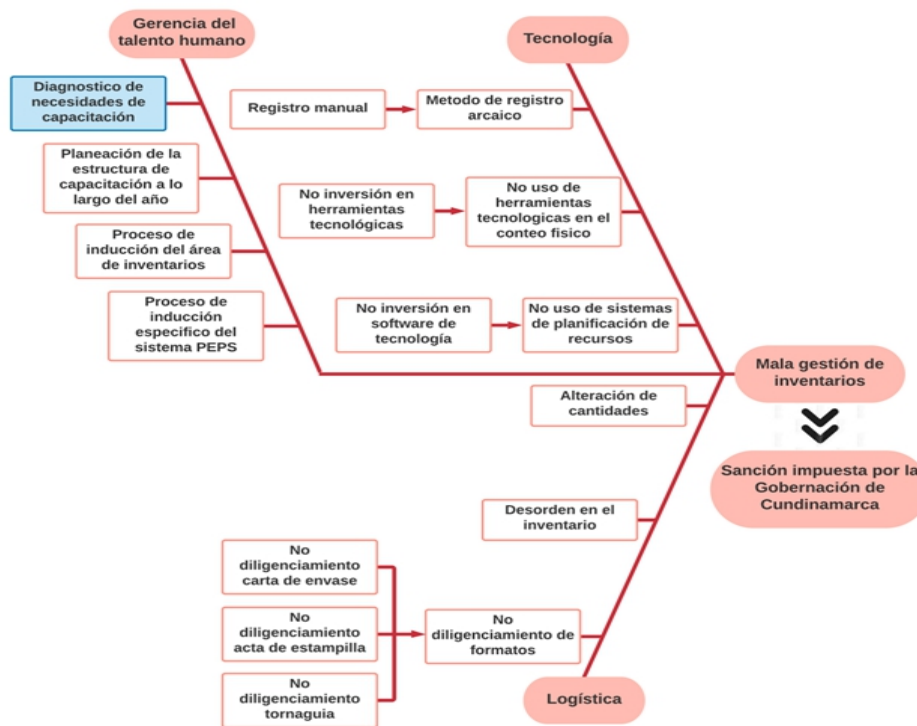 Gerencia del
talento humano
Tecnología
Diagnostico de
necesidades de
capacitación
Registro manual
Metodo de registro
arcaico
Planeación de la
estructura de
capacitación a lo
largo del año
No inversión en
herramientas
tecnológicas
No uso de
herramientas
tecnologicas en el
conteo fisico
Proceso de
inducción del área
de inventarios
Proceso de
inducción
especifico del
sistema PEPS
No inversión en
software de
tecnología
No uso de sistemas
de planificación de
recursos
Mala gestión de
inventarios
Alteración de
cantidades
Sanción impuesta por la
Gobernación de
Cundinamarca
Desorden en el
inventario
No
diligenciamiento
carta de envase
No
diligenciamiento
acta de estampilla
No
diligenciamiento de
formatos
No
diligenciamiento
tornaguia
Logística